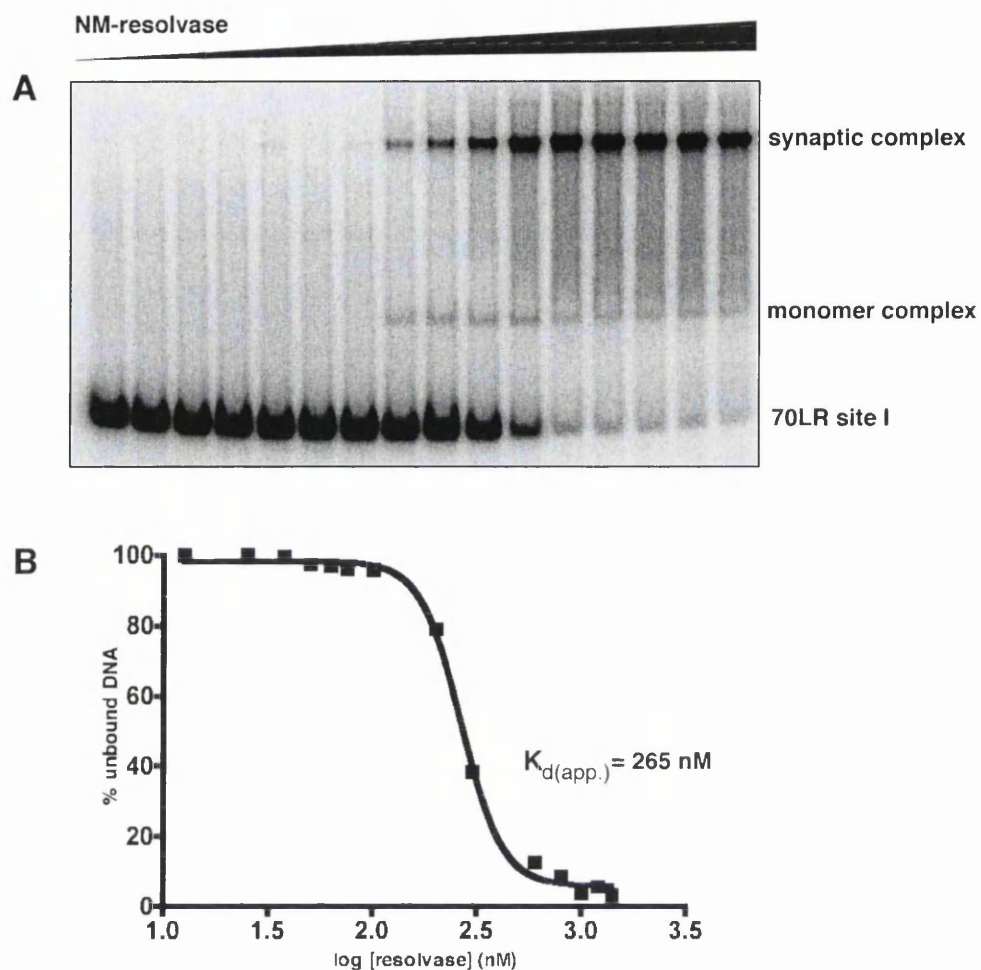 NM-resolvase
A
synaptic complex
monomer complex
70LR site I
B
100
80
60
40
20
0
% unbound DNA
K d(app.) = 265 nM
1.0 1.5 2.0 2.5 3.0 3.5
log [resolvase] (nM)